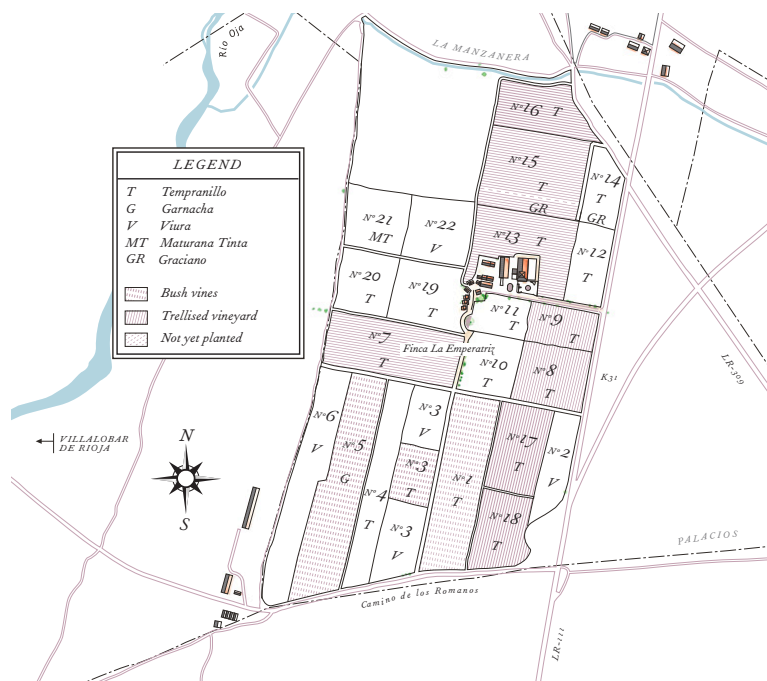 Río Oja
LA MANZANERA
LEGEND
T Tempranillo
G Garnacha
V Viura
MT Maturana Tinta
GR Graciano
Bush vines
Trellised vineyard
Not yet planted
Nº16 T
Nº15
T
GR
Nº14
T
GR
Nº13 T
Nº12
T
Nº21
MT
Nº22
V
Nº20
T
Nº19
T
Nº11
T
Nº9
T
Nº7
T
Finca La Emperatriz
Nº10
T
Nº8
T
K31
LR-309
Nº6
V
Nº5
G
Nº4
T
Nº3
V
Nº3
T
Nº3
V
Nº1
T
Nº17
T
Nº2
V
Nº18
T
VILLALOBAR
DE RIOJA
N
S
PALACIOS
Camino de los Romanos
LR-111